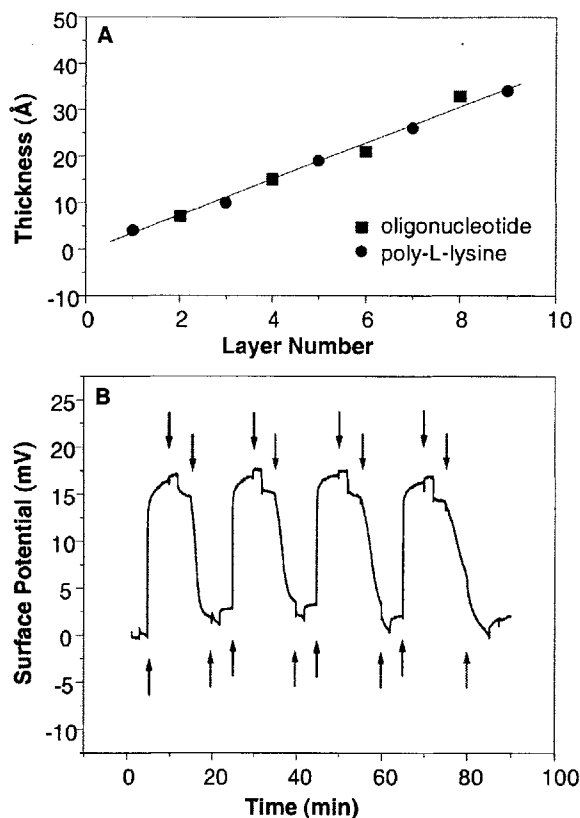 A
50
40
30
20
10
0
-10
Thickness (Å)
■ oligonucleotide
● poly-L-lysine
0 2 4 6 8 10
Layer Number
B
25
20
15
10
5
0
-5
-10
Surface Potential (mV)
0 20 40 60 80 100
Time (min)